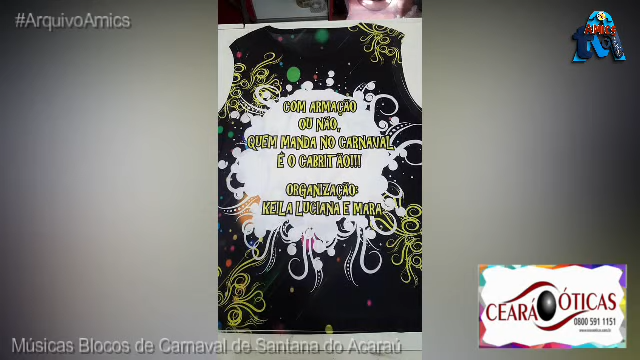 #ArquivoAmics
AMICS
COM ARMAÇÃO
OU NÃO,
QUEM MANDA NO CARNAVAL
É O CABRITÃO!!!
ORGANIZAÇÃO:
KEILA LUCIANA E MARA.
CEARÁ ÓTICAS
0800 591 1151
Músicas Blocos de Carnaval de Santana do Acaraú